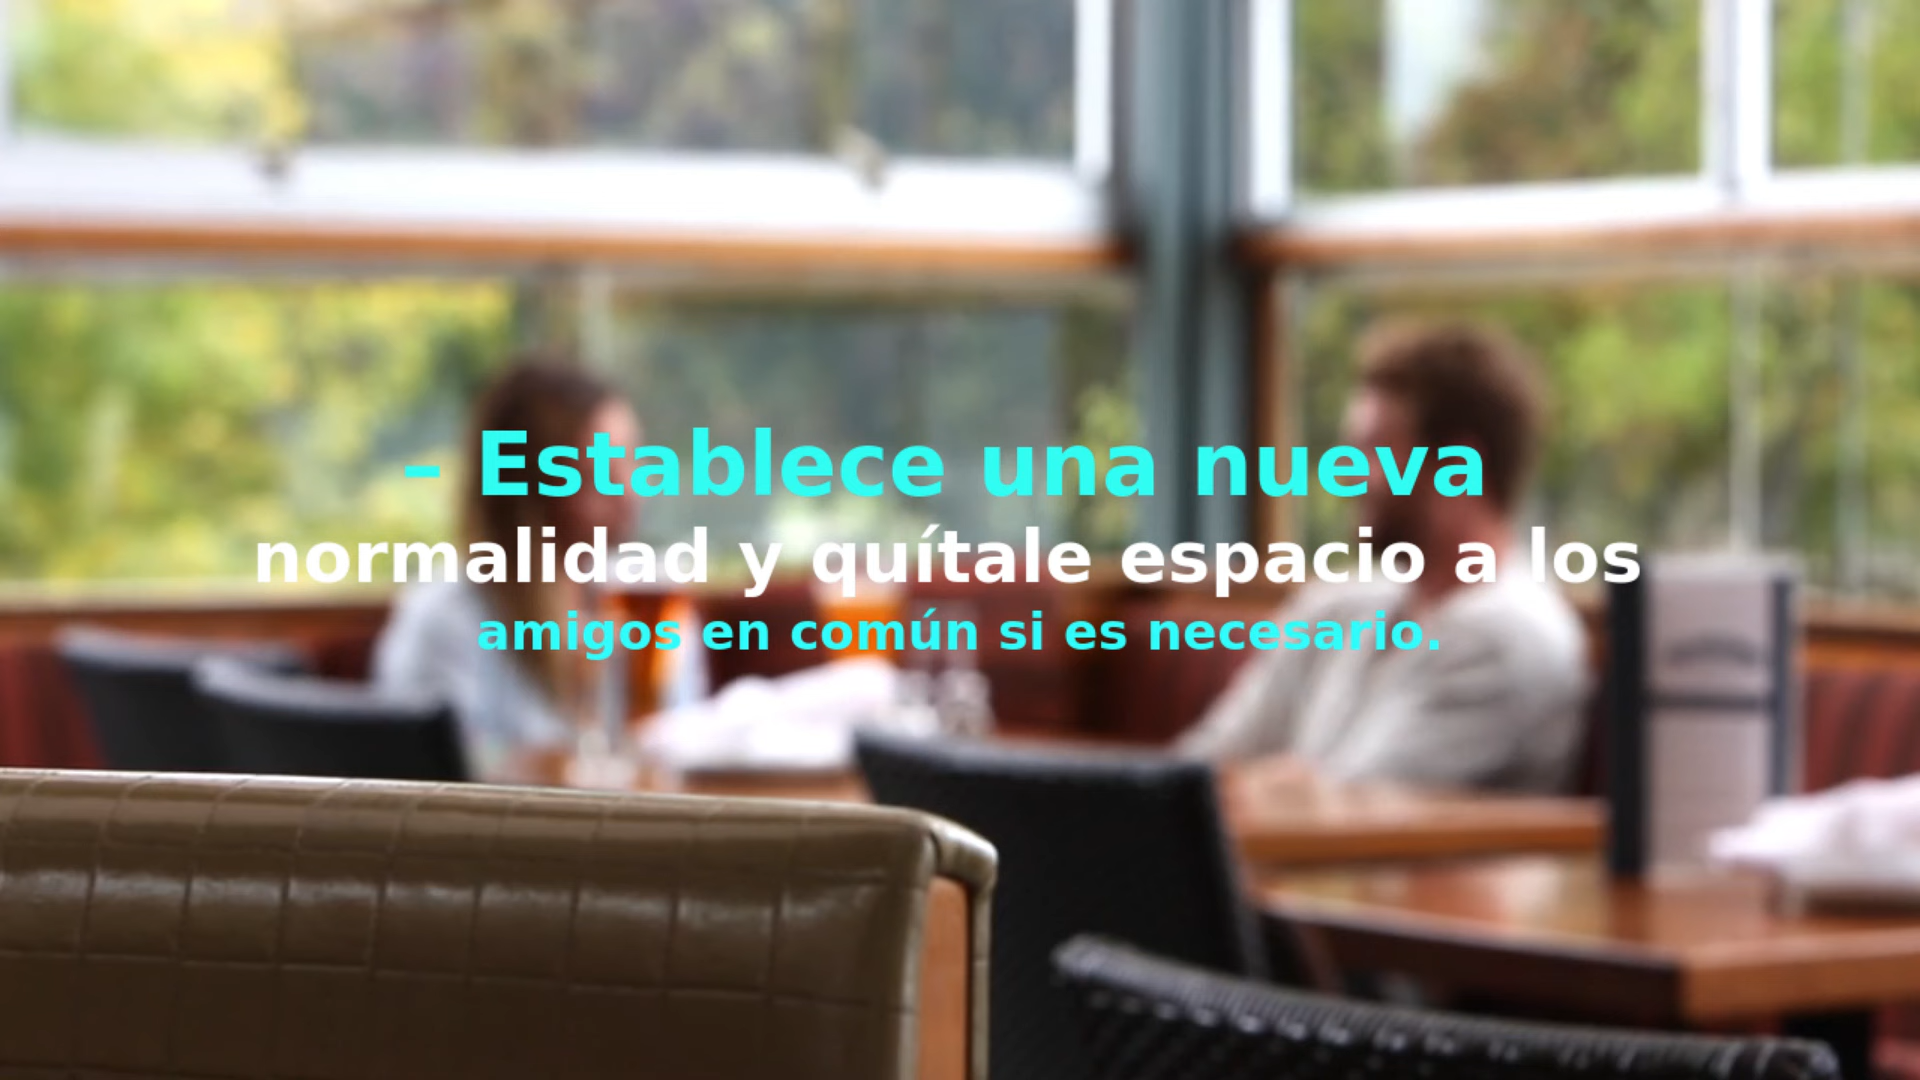 – Establece una nueva
normalidad y quítale espacio a los
amigos en común si es necesario.